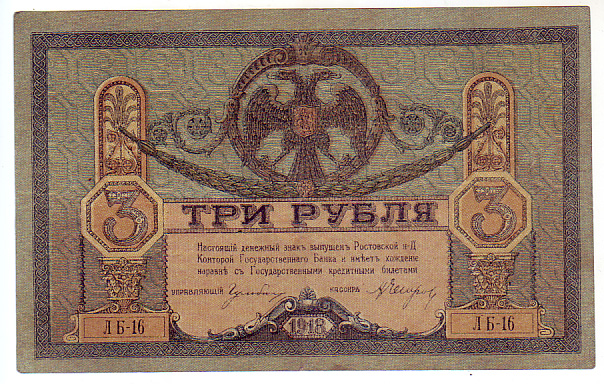 3 3
ТРИ РУБЛЯ
Настоящій денежный знакъ выпущенъ Ростовской н-Д
Конторой Государственнаго Банка и имѣетъ хожденіе
наравнѣ съ Государственными кредитными билетами
УПРАВЛЯЮЩІЙ КАССИРЪ
ЛБ-16 1918 ЛБ-16